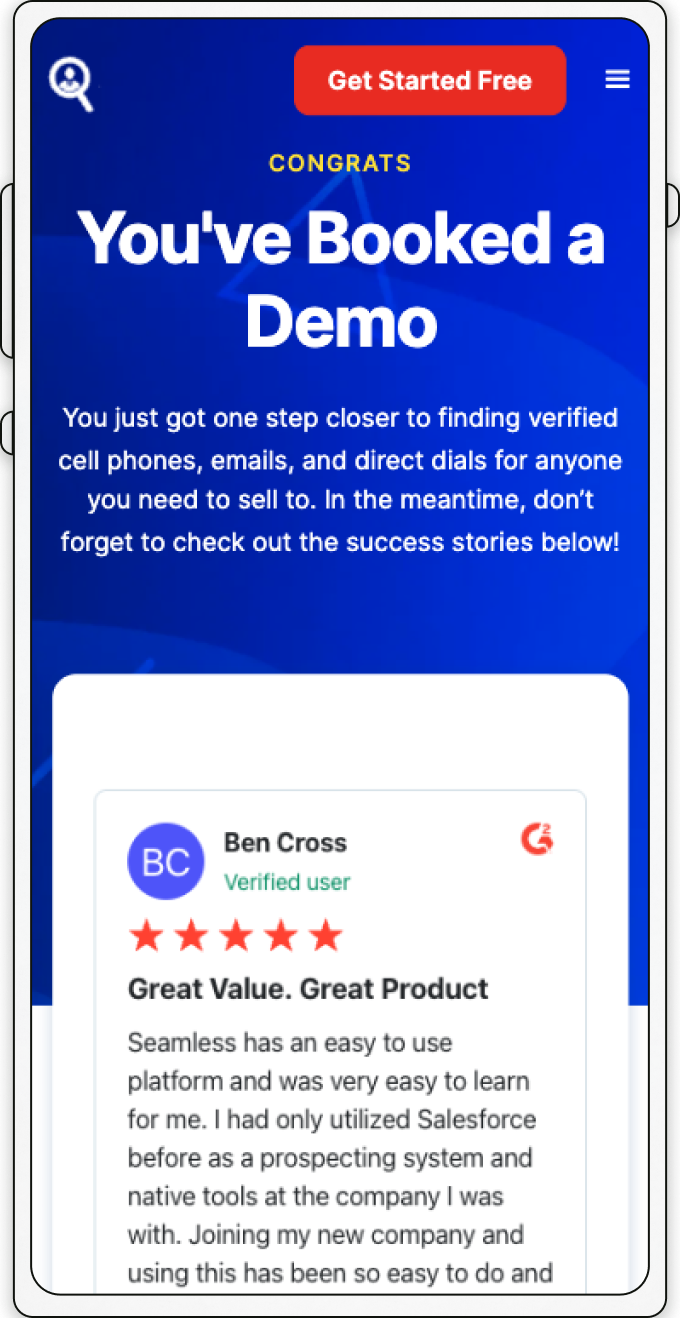 Get Started Free
CONGRATS
You've Booked a
Demo
You just got one step closer to finding verified
cell phones, emails, and direct dials for anyone
you need to sell to. In the meantime, don’t
forget to check out the success stories below!
BC
Ben Cross
Verified user
G2
Great Value. Great Product
Seamless has an easy to use
platform and was very easy to learn
for me. I had only utilized Salesforce
before as a prospecting system and
native tools at the company I was
with. Joining my new company and
using this has been so easy to do and